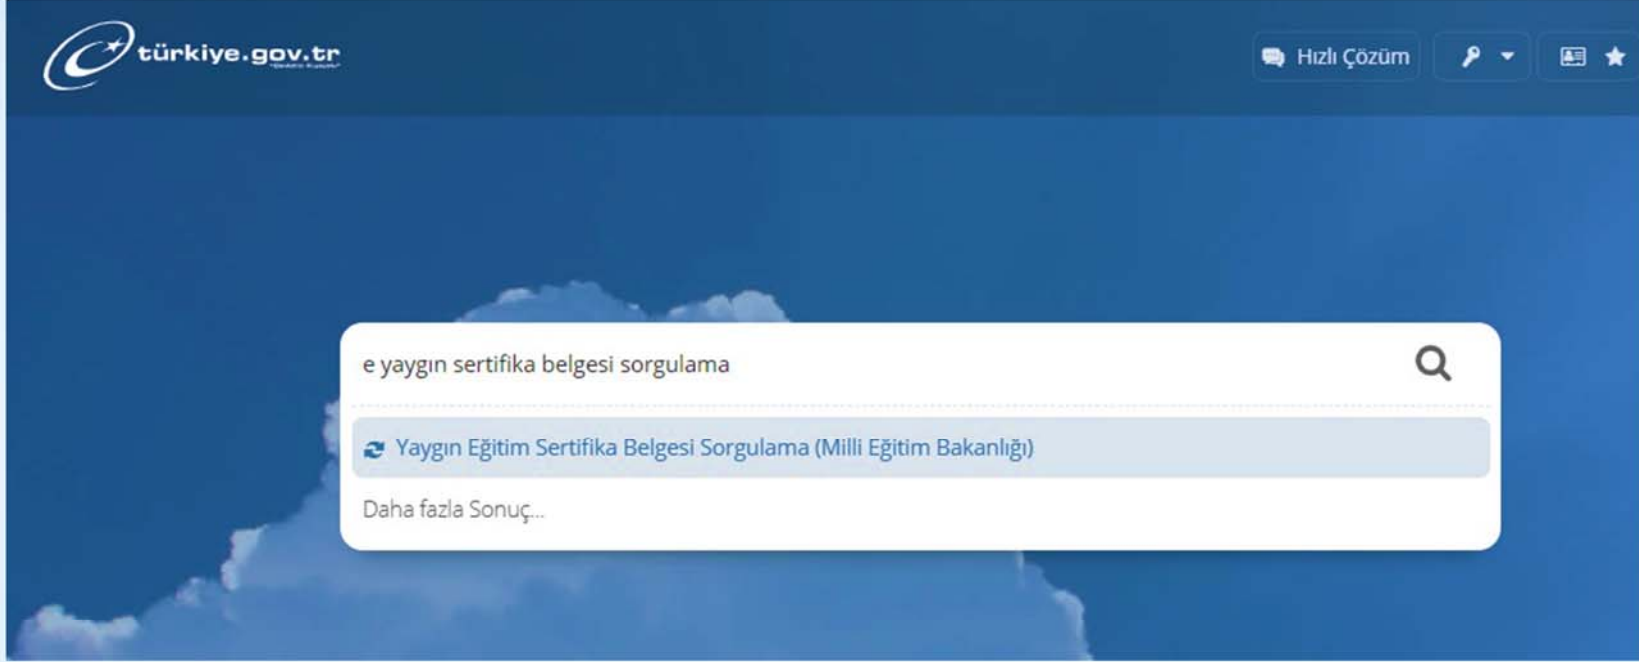 türkiye.gov.tr
Hızlı Çözüm
e yaygın sertifika belgesi sorgulama
Yaygın Eğitim Sertifika Belgesi Sorgulama (Milli Eğitim Bakanlığı)
Daha fazla Sonuç...